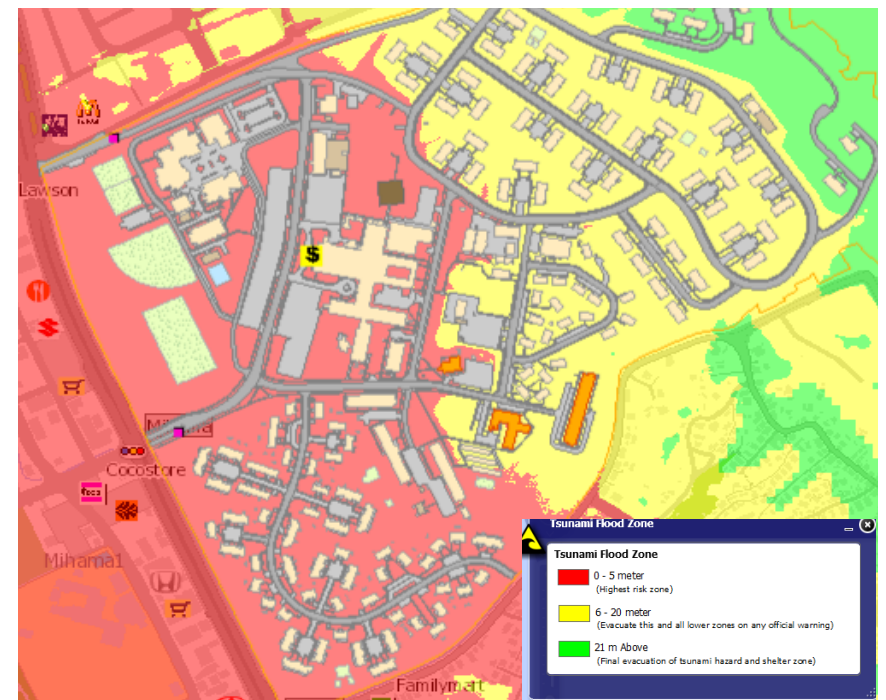 Lawson
$
Cocostore
Mihama1
Familymart
Tsunami Flood Zone
Tsunami Flood Zone
0 - 5 meter
(Highest risk zone)
6 - 20 meter
(Evacuate this and all lower zones on any official warning)
21 m Above
(Final evacuation of tsunami hazard and shelter zone)